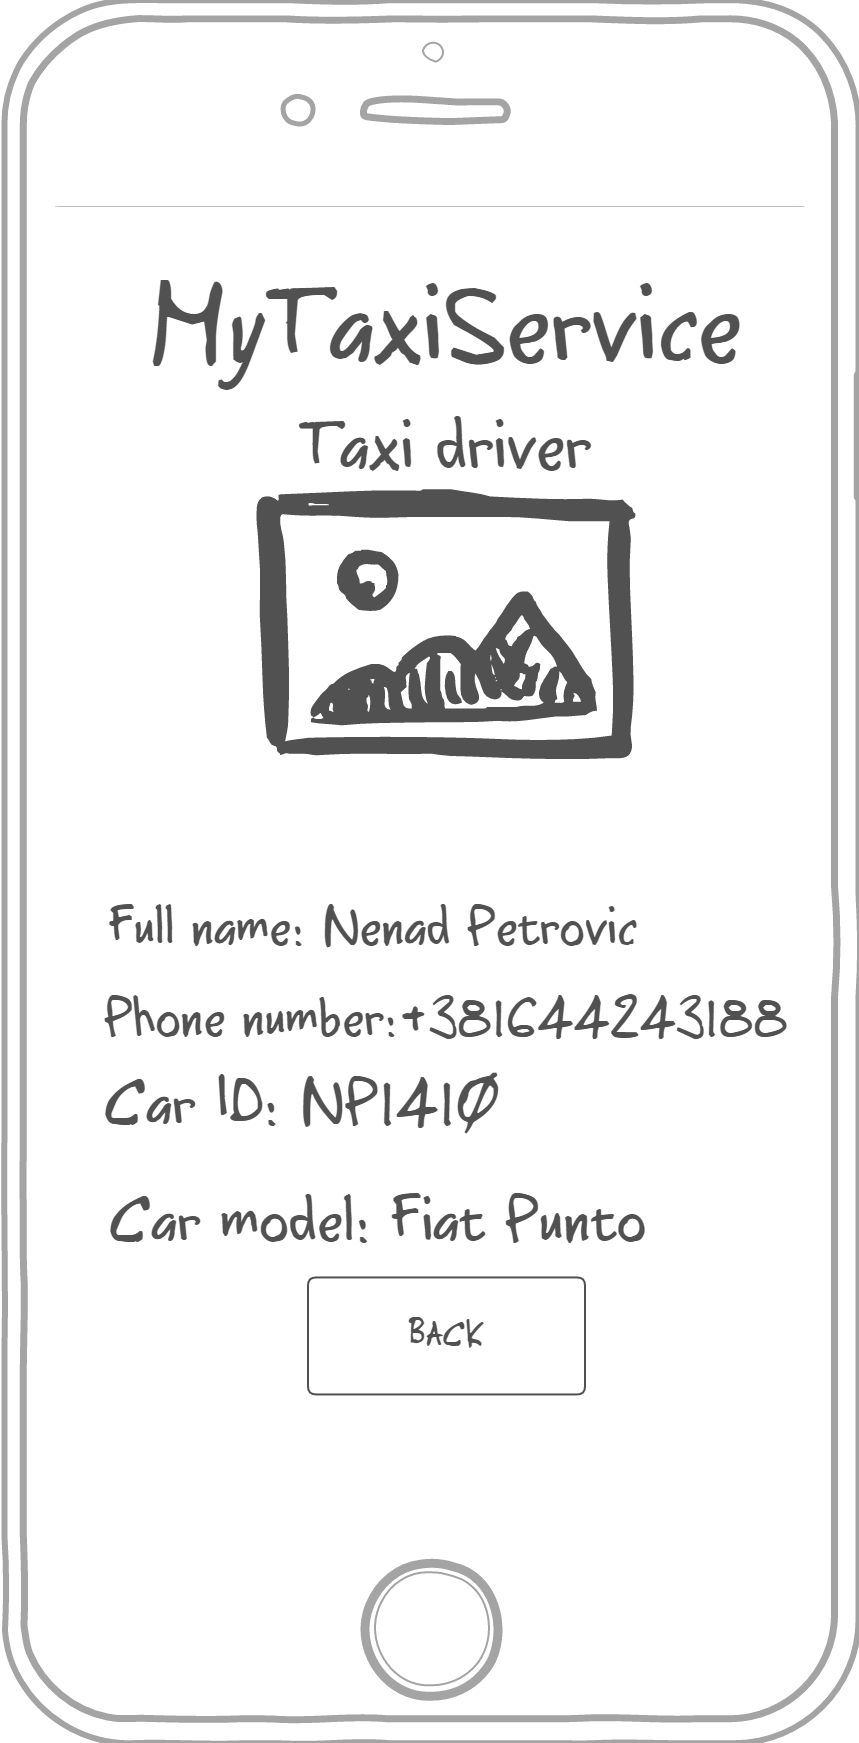 MyTaxiService
Taxi driver
Full name: Nenad Petrovic
Phone number:+381644243188
Car ID: NP1410
Car model: Fiat Punto
BACK